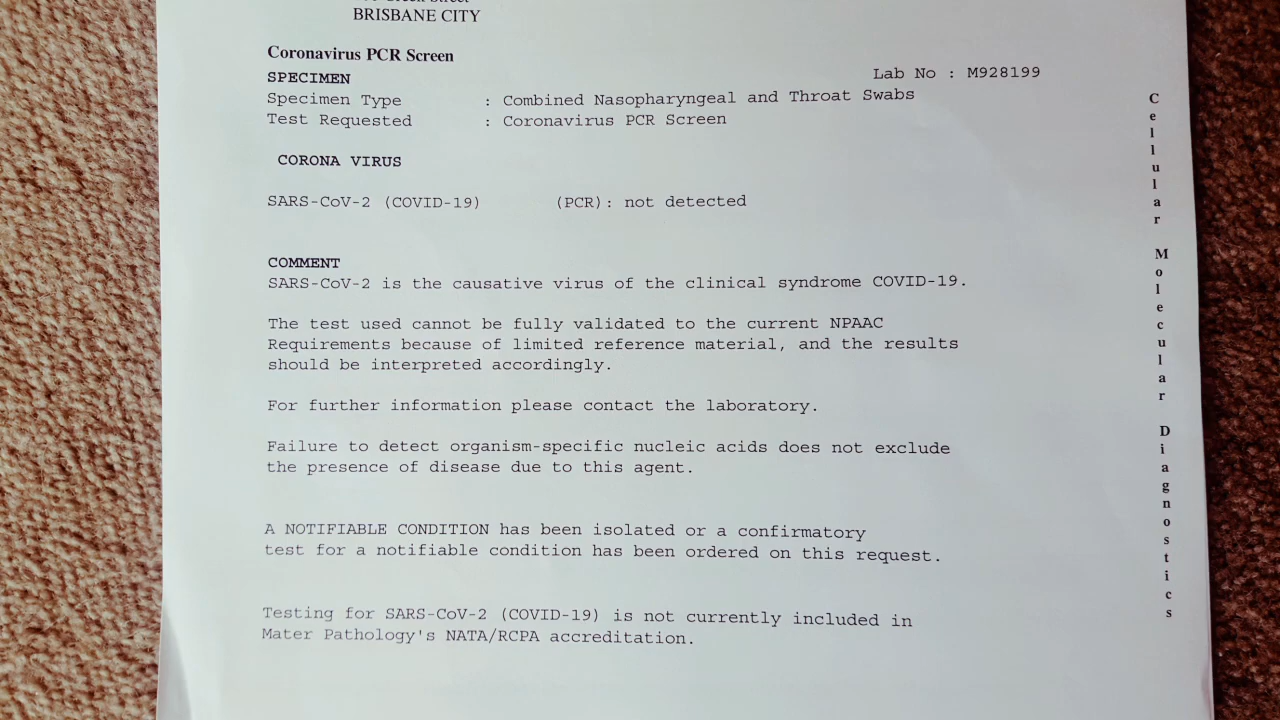 BRISBANE CITY
Coronavirus PCR Screen
SPECIMEN
Lab No : M928199
Specimen Type : Combined Nasopharyngeal and Throat Swabs
Test Requested : Coronavirus PCR Screen
CORONA VIRUS
SARS-CoV-2 (COVID-19) (PCR): not detected
COMMENT
SARS-CoV-2 is the causative virus of the clinical syndrome COVID-19.
The test used cannot be fully validated to the current NPAAC
Requirements because of limited reference material, and the results
should be interpreted accordingly.
For further information please contact the laboratory.
Failure to detect organism-specific nucleic acids does not exclude
the presence of disease due to this agent.
A NOTIFIABLE CONDITION has been isolated or a confirmatory
test for a notifiable condition has been ordered on this request.
Testing for SARS-CoV-2 (COVID-19) is not currently included in
Mater Pathology's NATA/RCPA accreditation.
Cellular Molecular Diagnostics